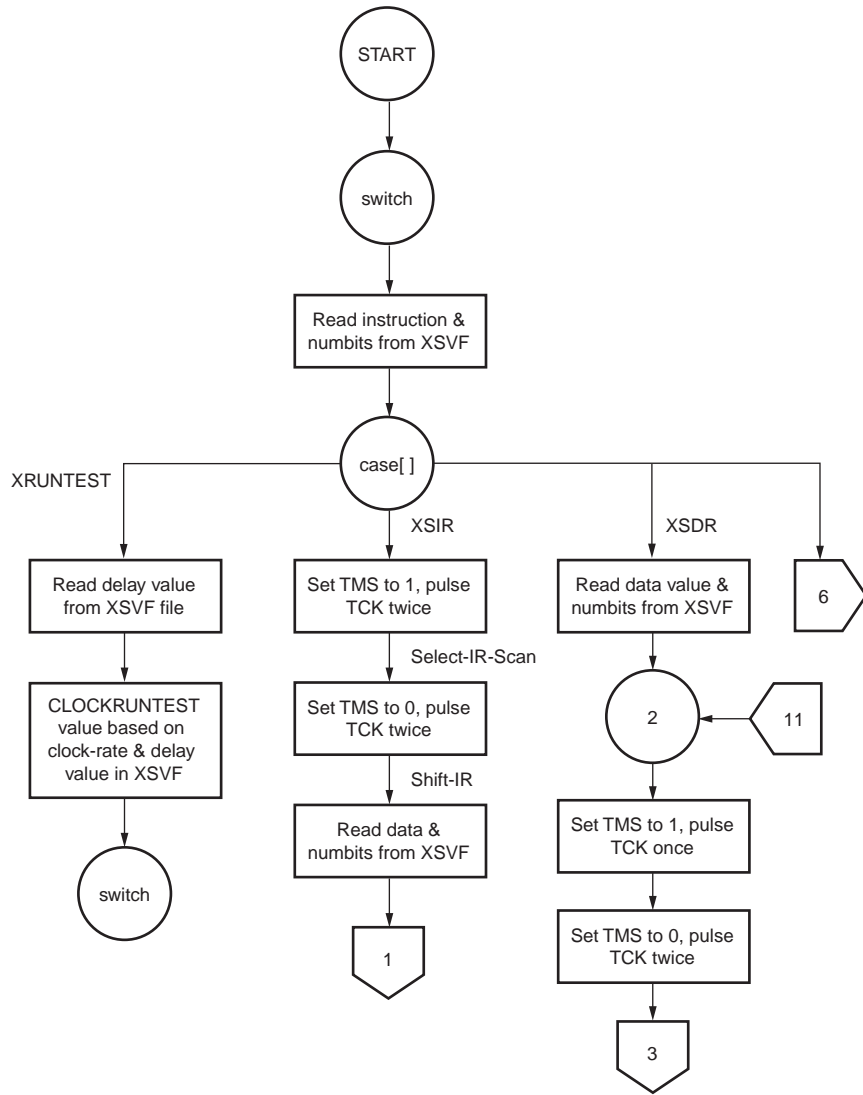 START
switch
Read instruction &
numbits from XSVF
case[ ]
XRUNTEST
XSIR
XSDR
Read delay value
from XSVF file
Set TMS to 1, pulse
TCK twice
Read data value &
numbits from XSVF
6
Select-IR-Scan
CLOCKRUNTEST
value based on
clock-rate & delay
value in XSVF
Set TMS to 0, pulse
TCK twice
2
11
Shift-IR
Read data &
numbits from XSVF
Set TMS to 1, pulse
TCK once
switch
1
Set TMS to 0, pulse
TCK twice
3